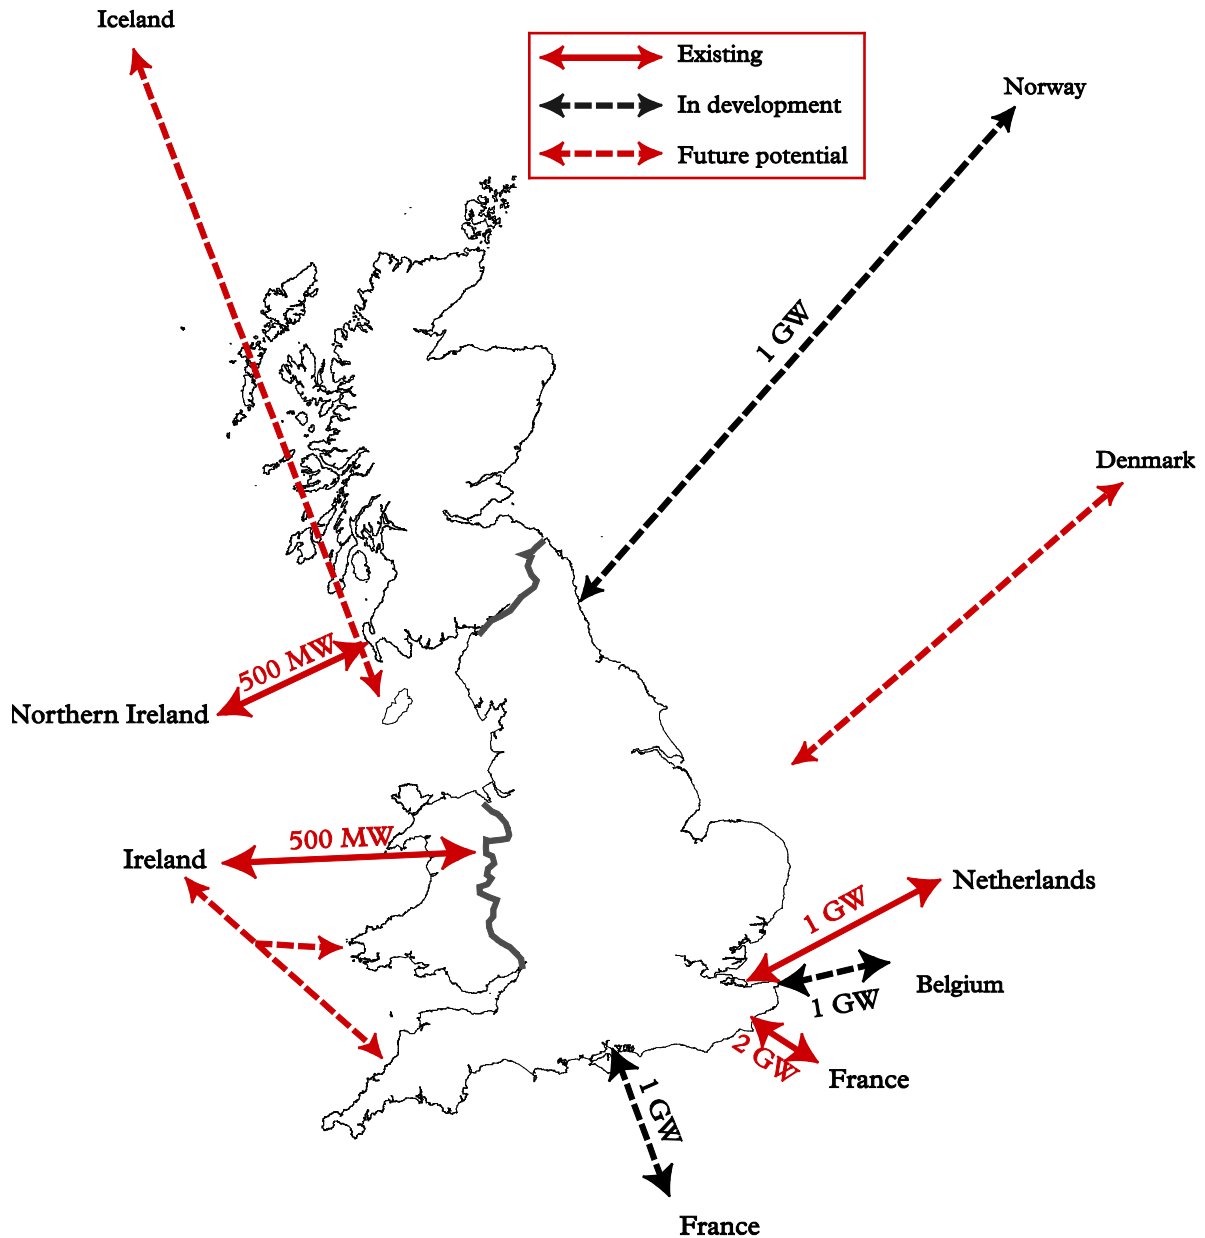 Iceland
Existing
In development
Future potential
Norway
1 GW
Denmark
500 MW
Northern Ireland
500 MW
Ireland
Netherlands
1 GW
Belgium
1 GW
2 GW
France
1 GW
France